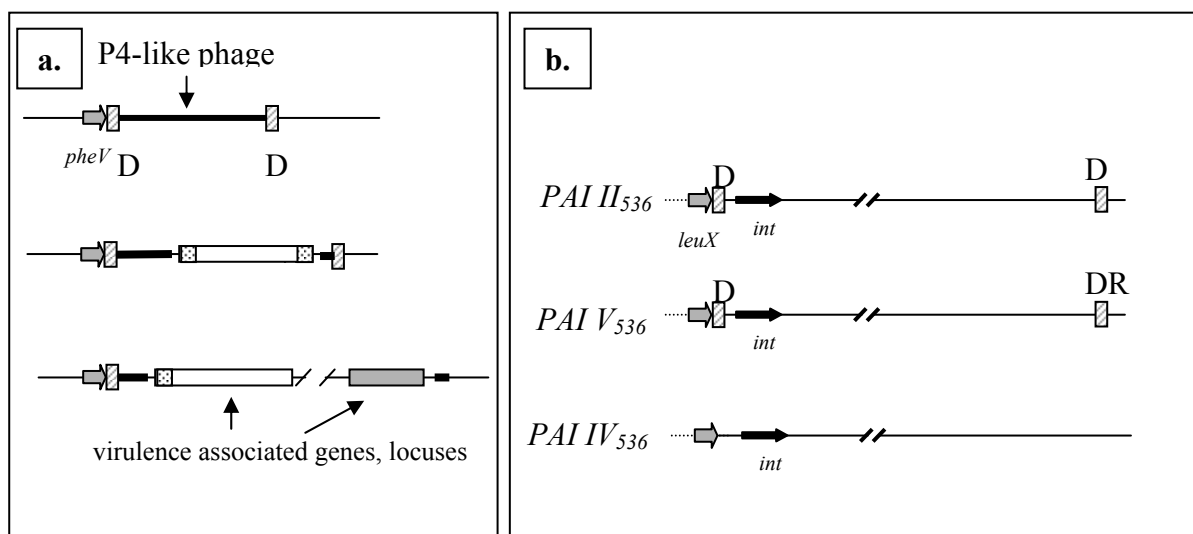 a.
P4-like phage
pheV D D
virulence associated genes, locuses
b.
D D
PAI II536
leuX int
D DR
PAI V536
int
PAI IV536
int